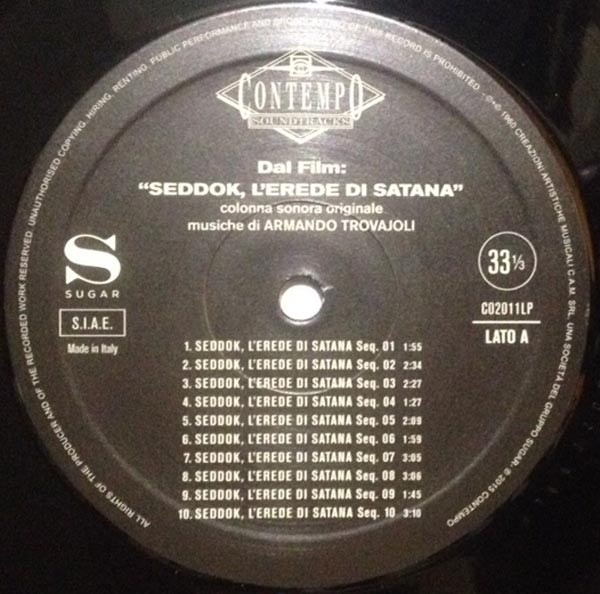 CONTEMPO
SOUNDTRACKS
Dal Film:
“SEDDOK, L'EREDE DI SATANA”
colonna sonora originale
musiche di ARMANDO TROVAJOLI
S
SUGAR
S.I.A.E.
Made in Italy
33⅓
CO2011LP
LATO A
1. SEDDOK, L'EREDE DI SATANA Seq. 01 1:55
2. SEDDOK, L'EREDE DI SATANA Seq. 02 2:34
3. SEDDOK, L'EREDE DI SATANA Seq. 03 2:27
4. SEDDOK, L'EREDE DI SATANA Seq. 04 1:27
5. SEDDOK, L'EREDE DI SATANA Seq. 05 2:09
6. SEDDOK, L'EREDE DI SATANA Seq. 06 1:59
7. SEDDOK, L'EREDE DI SATANA Seq. 07 3:05
8. SEDDOK, L'EREDE DI SATANA Seq. 08 3:06
9. SEDDOK, L'EREDE DI SATANA Seq. 09 1:45
10. SEDDOK, L'EREDE DI SATANA Seq. 10 3:10
ALL RIGHTS OF THE PRODUCER AND OF THE RECORDED WORK RESERVED. UNAUTHORISED COPYING, HIRING, RENTING, PUBLIC PERFORMANCE AND BROADCASTING OF THIS RECORD IS PROHIBITED. ℗+© 1960 CREAZIONI ARTISTICHE MUSICALI C.A.M. SRL, UNA SOCIETÀ DEL GRUPPO SUGAR- ® 2015 CONTEMPO